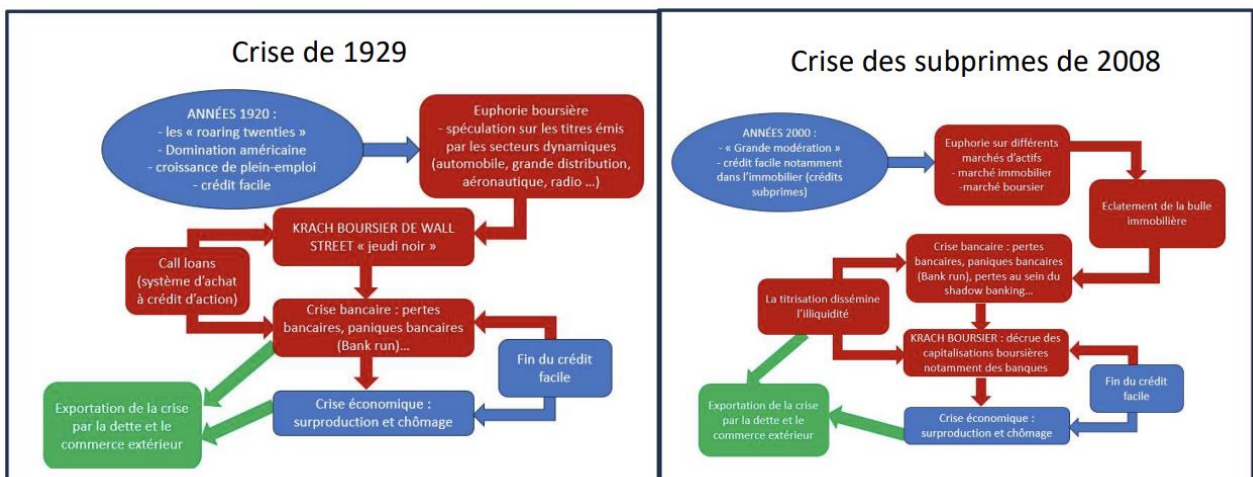 Crise de 1929
ANNÉES 1920 :
- les « roaring twenties »
- Domination américaine
- croissance de plein-emploi
- crédit facile
Euphorie boursière
- spéculation sur les titres émis
par les secteurs dynamiques
(automobile, grande distribution,
aéronautique, radio ...)
KRACH BOURSIER DE WALL
STREET « jeudi noir »
Call loans
(système d'achat
à crédit d'action)
Crise bancaire : pertes
bancaires, paniques bancaires
(Bank run)...
Fin du crédit
facile
Exportation de la crise
par la dette et le
commerce extérieur
Crise économique :
surproduction et chômage
Crise des subprimes de 2008
ANNÉES 2000 :
- « Grande modération »
- crédit facile notamment
dans l'immobilier (crédits
subprimes)
Euphorie sur différents
marchés d'actifs
- marché immobilier
-marché boursier
Eclatement de la bulle
immobilière
Crise bancaire : pertes
bancaires, paniques bancaires
(Bank run), pertes au sein du
shadow banking...
La titrisation dissémine
l'illiquidité
KRACH BOURSIER : décrue des
capitalisations boursières
notamment des banques
Fin du crédit
facile
Exportation de la crise
par la dette et le
commerce extérieur
Crise économique :
surproduction et chômage